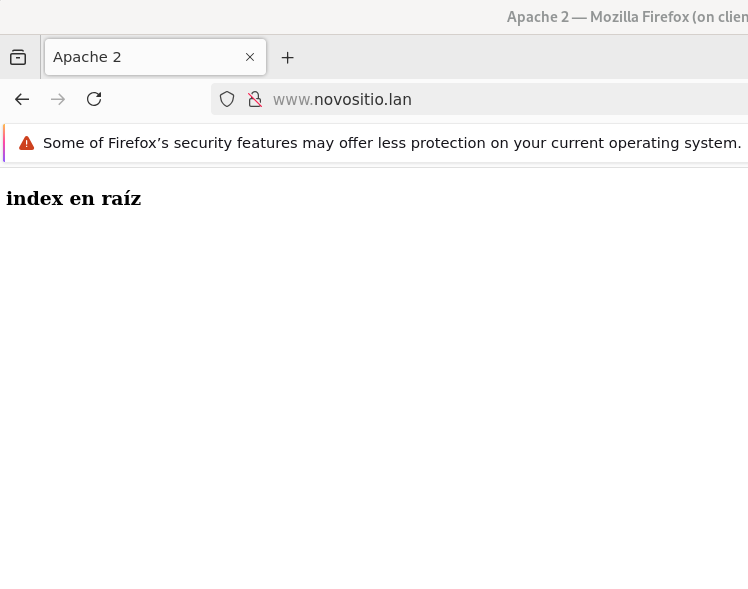 Apache 2 — Mozilla Firefox (on clien
Apache 2
www.novositio.lan
Some of Firefox’s security features may offer less protection on your current operating system.
index en raíz